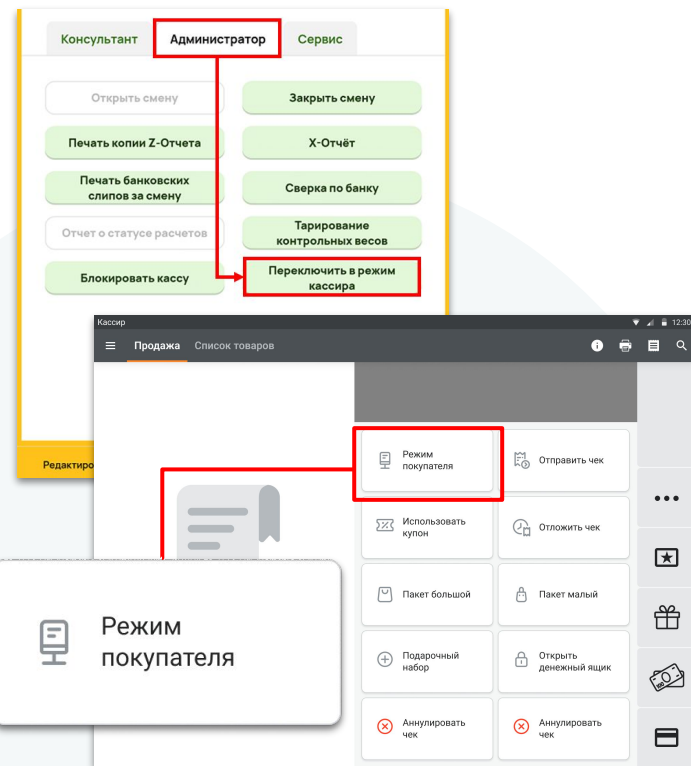 Консультант
Администратор
Сервис
Открыть смену
Закрыть смену
Печать копии Z-Отчета
X-Отчёт
Печать банковских
слипов за смену
Сверка по банку
Отчет о статусе расчетов
Тарирование
контрольных весов
Блокировать кассу
Переключить в режим
кассира
Редактиро
Кассир
12:30
Продажа
Список товаров
Режим
покупателя
Отправить чек
Использовать
купон
Отложить чек
Пакет большой
Пакет малый
Подарочный
набор
Открыть
денежный ящик
Аннулировать
чек
Аннулировать
чек
Режим
покупателя
100